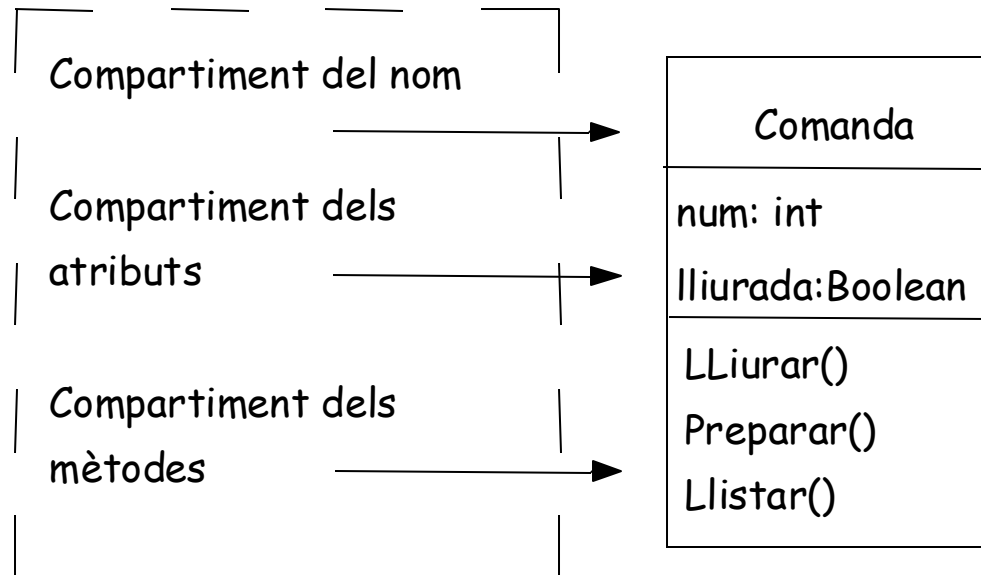 Compartiment del nom
Compartiment dels
atributs
Compartiment dels
mètodes
Comanda
num: int
lliurada:Boolean
LLiurar()
Preparar()
Llistar()